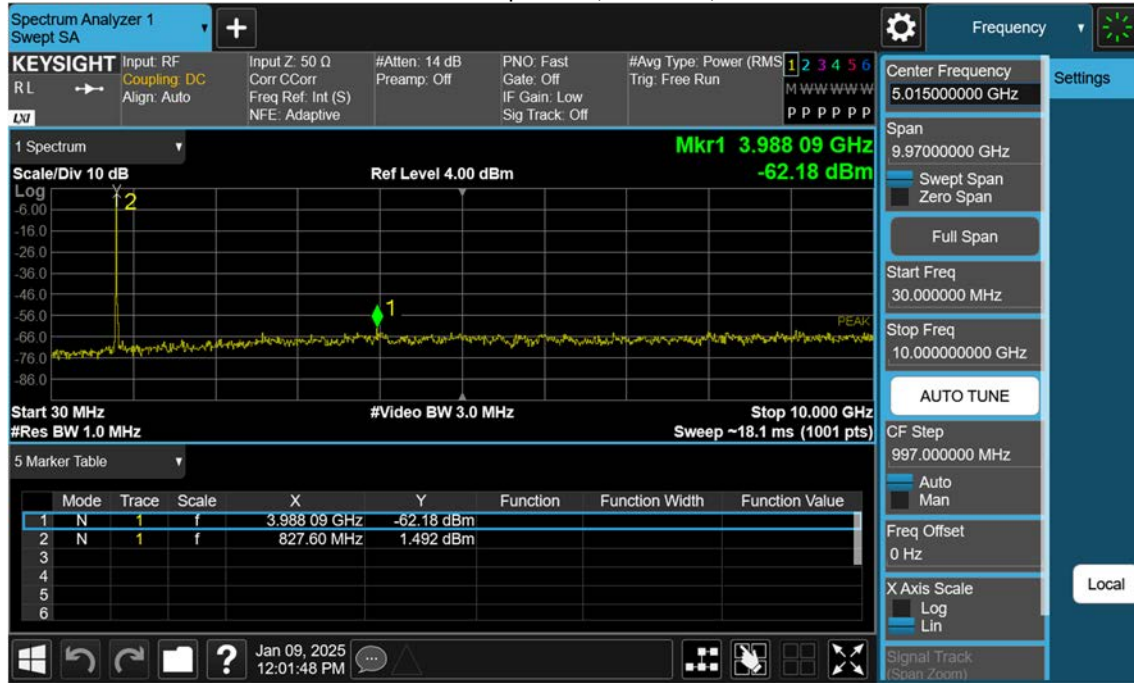 Spectrum Analyzer 1
Swept SA
+
Frequency
KEYSIGHT
RL
LXI
Input: RF
Coupling: DC
Align: Auto
Input Z: 50 Ω
Corr CCorr
Freq Ref: Int (S)
NFE: Adaptive
#Atten: 14 dB
Preamp: Off
PNO: Fast
Gate: Off
IF Gain: Low
Sig Track: Off
#Avg Type: Power (RMS
Trig: Free Run
1 2 3 4 5 6
M W W W W W
P P P P P P
1 Spectrum
Scale/Div 10 dB
Ref Level 4.00 dBm
Mkr1 3.988 09 GHz
-62.18 dBm
Log
-6.00
-16.0
-26.0
-36.0
-46.0
-56.0
-66.0
-76.0
-86.0
2
1
PEAK
Start 30 MHz
#Video BW 3.0 MHz
Stop 10.000 GHz
#Res BW 1.0 MHz
Sweep ~18.1 ms (1001 pts)
5 Marker Table
Mode Trace Scale X Y Function Function Width Function Value
1 N 1 f 3.988 09 GHz -62.18 dBm
2 N 1 f 827.60 MHz 1.492 dBm
3
4
5
6
?
Jan 09, 2025
12:01:48 PM
Center Frequency
5.015000000 GHz
Span
9.97000000 GHz
Swept Span
Zero Span
Full Span
Start Freq
30.000000 MHz
Stop Freq
10.000000000 GHz
AUTO TUNE
CF Step
997.000000 MHz
Auto
Man
Freq Offset
0 Hz
X Axis Scale
Log
Lin
Signal Track
(Span Zoom)
Settings
Local